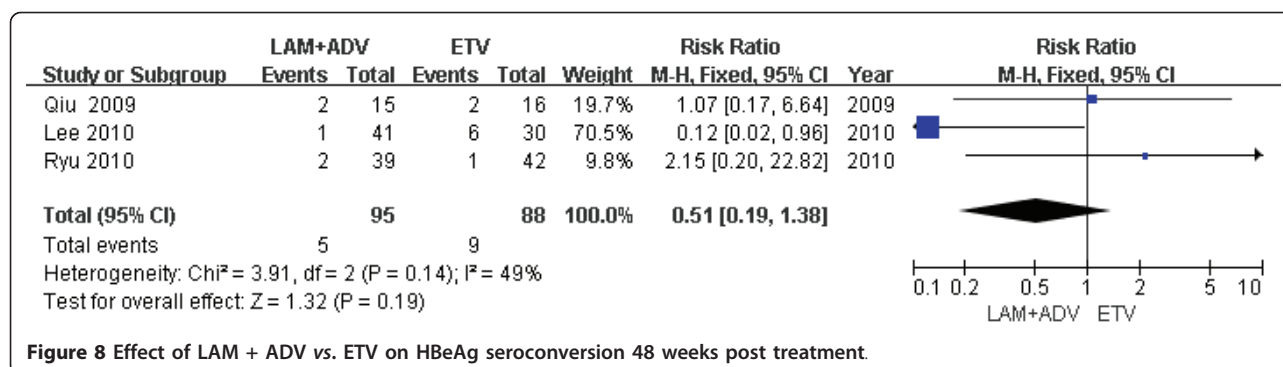 LAM+ADV ETV Risk Ratio Risk Ratio
Study or Subgroup Events Total Events Total Weight M-H, Fixed, 95% CI Year M-H, Fixed, 95% CI
Qiu 2009 2 15 2 16 19.7% 1.07 [0.17, 6.64] 2009
Lee 2010 1 41 6 30 70.5% 0.12 [0.02, 0.96] 2010
Ryu 2010 2 39 1 42 9.8% 2.15 [0.20, 22.82] 2010
Total (95% CI) 95 88 100.0% 0.51 [0.19, 1.38]
Total events 5 9
Heterogeneity: Chi² = 3.91, df = 2 (P = 0.14); I² = 49%
Test for overall effect: Z = 1.32 (P = 0.19)
0.1 0.2 0.5 1 2 5 10
LAM+ADV ETV
Figure 8 Effect of LAM + ADV vs. ETV on HBeAg seroconversion 48 weeks post treatment.